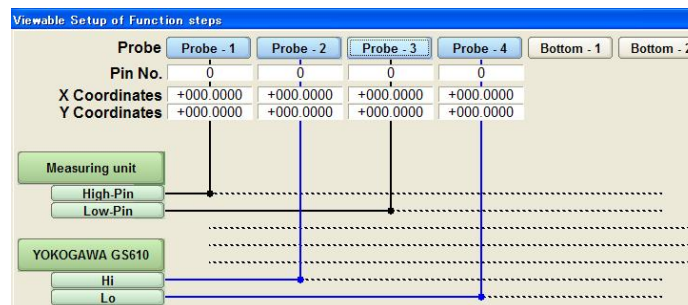 Viewable Setup of Function steps
Probe Probe - 1 Probe - 2 Probe - 3 Probe - 4 Bottom - 1 Bottom - 2
Pin No. 0 0 0 0
X Coordinates +000.0000 +000.0000 +000.0000 +000.0000
Y Coordinates +000.0000 +000.0000 +000.0000 +000.0000
Measuring unit
High-Pin
Low-Pin
YOKOGAWA GS610
Hi
Lo